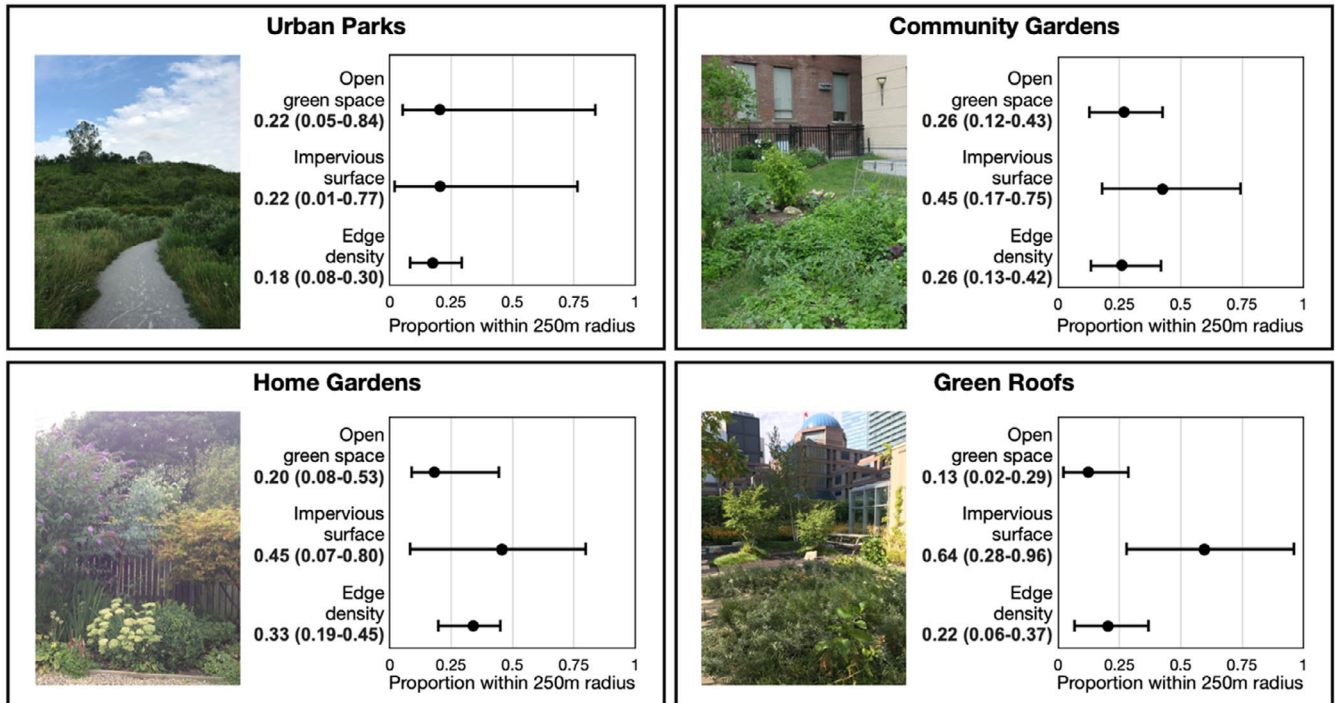 Urban Parks
Open
green space
0.22 (0.05-0.84)
Impervious
surface
0.22 (0.01-0.77)
Edge
density
0.18 (0.08-0.30)
0 0.25 0.5 0.75 1
Proportion within 250m radius
Community Gardens
Open
green space
0.26 (0.12-0.43)
Impervious
surface
0.45 (0.17-0.75)
Edge
density
0.26 (0.13-0.42)
0 0.25 0.5 0.75 1
Proportion within 250m radius
Home Gardens
Open
green space
0.20 (0.08-0.53)
Impervious
surface
0.45 (0.07-0.80)
Edge
density
0.33 (0.19-0.45)
0 0.25 0.5 0.75 1
Proportion within 250m radius
Green Roofs
Open
green space
0.13 (0.02-0.29)
Impervious
surface
0.64 (0.28-0.96)
Edge
density
0.22 (0.06-0.37)
0 0.25 0.5 0.75 1
Proportion within 250m radius